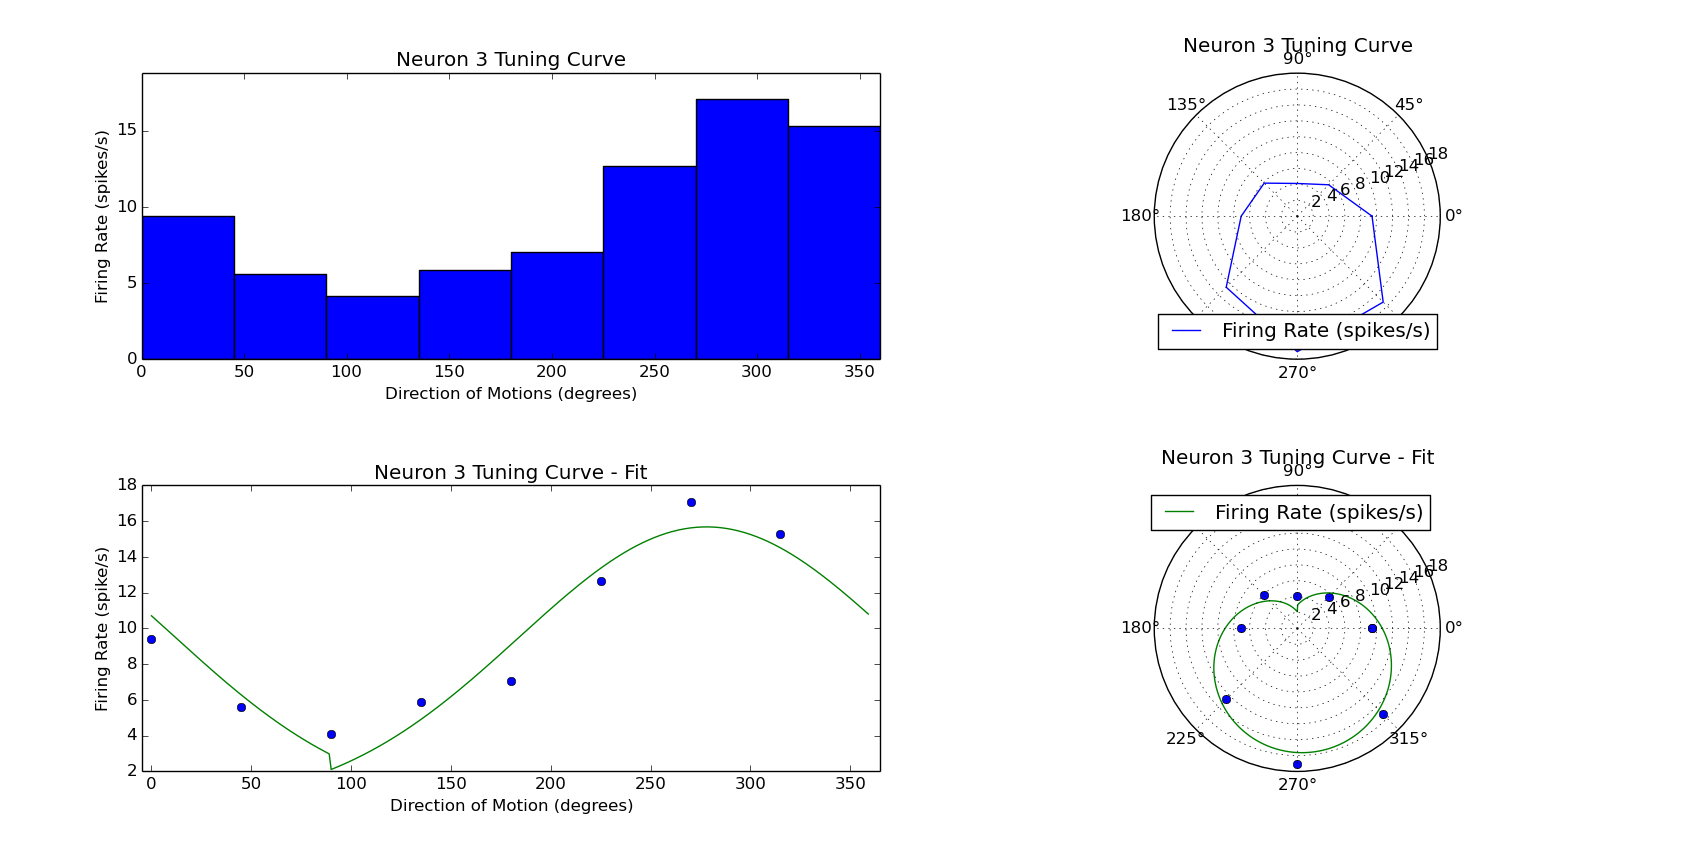 Neuron 3 Tuning Curve
Firing Rate (spikes/s)
15
10
5
0
0 50 100 150 200 250 300 350
Direction of Motions (degrees)
Neuron 3 Tuning Curve
90°
135° 45°
180° 0°
2 4 6 8 10 12 14 16 18
Firing Rate (spikes/s)
270°
Neuron 3 Tuning Curve - Fit
Firing Rate (spike/s)
18
16
14
12
10
8
6
4
2
0 50 100 150 200 250 300 350
Direction of Motion (degrees)
Neuron 3 Tuning Curve - Fit
90°
Firing Rate (spikes/s)
2 4 6 8 10 12 14 16 18
180° 0°
225° 315°
270°